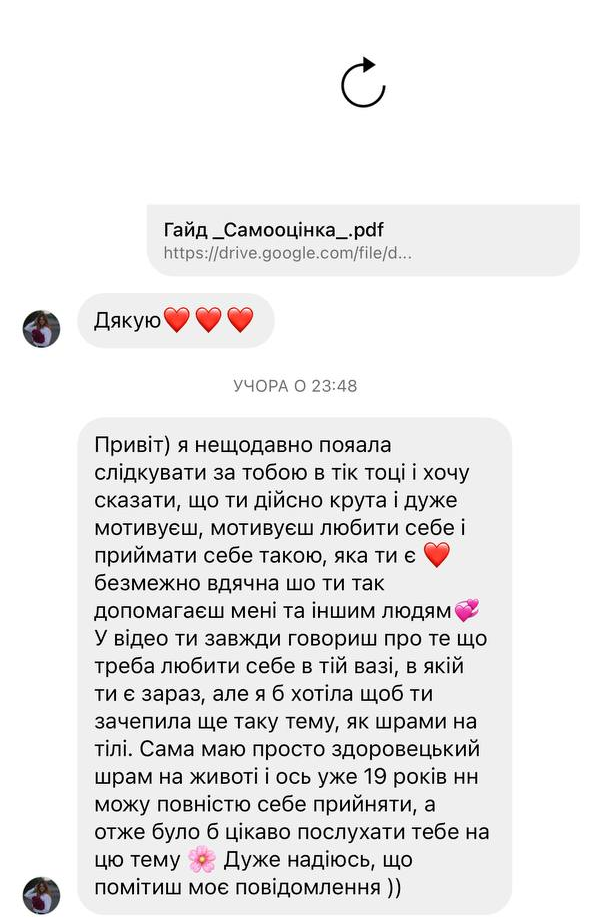 Гайд _Самооцінка_.pdf
https://drive.google.com/file/d...
Дякую❤️❤️❤️
УЧОРА О 23:48
Привіт) я нещодавно пояала
слідкувати за тобою в тік тоці і хочу
сказати, що ти дійсно крута і дуже
мотивуєш, мотивуєш любити себе і
приймати себе такою, яка ти є ❤️
безмежно вдячна шо ти так
допомагаєш мені та іншим людям💞
У відео ти завжди говориш про те що
треба любити себе в тій вазі, в якій
ти є зараз, але я б хотіла щоб ти
зачепила ще таку тему, як шрами на
тілі. Сама маю просто здоровецький
шрам на животі і ось уже 19 років нн
можу повністю себе прийняти, а
отже було б цікаво послухати тебе на
цю тему 🌸 Дуже надіюсь, що
помітиш моє повідомлення ))